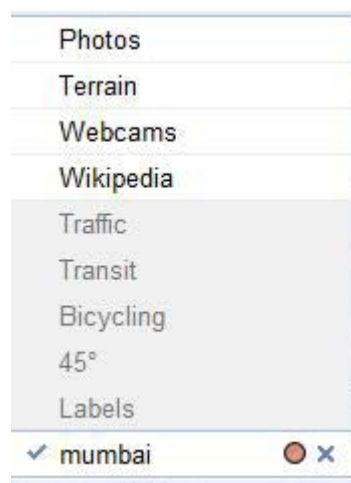 Photos
Terrain
Webcams
Wikipedia
Traffic
Transit
Bicycling
45°
Labels
mumbai